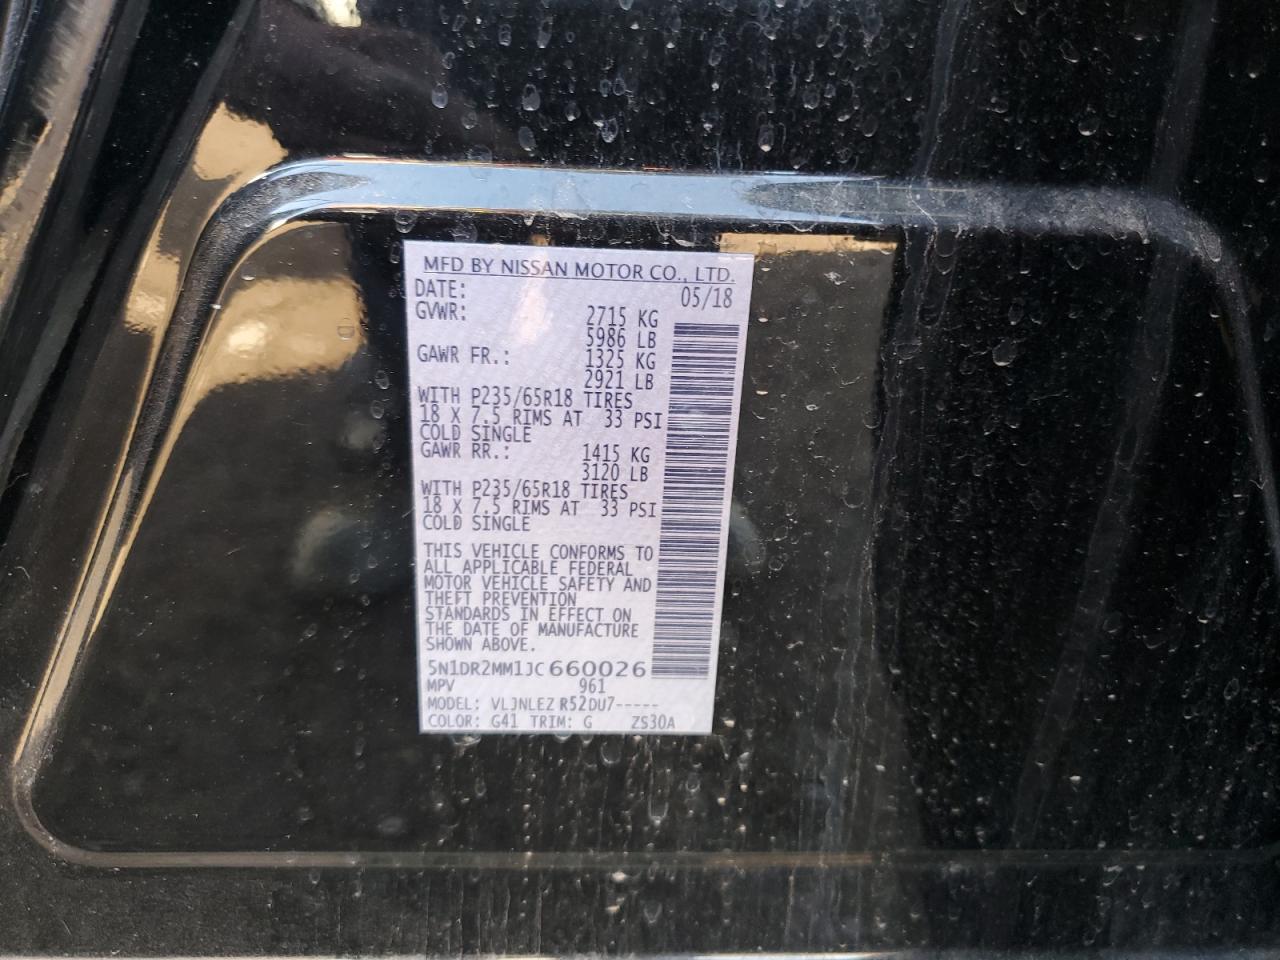 MFD BY NISSAN MOTOR CO., LTD.
DATE: 05/18
GVWR: 2715 KG
5986 LB
GAWR FR.: 1325 KG
2921 LB
WITH P235/65R18 TIRES
18 X 7.5 RIMS AT 33 PSI
COLD SINGLE
GAWR RR.: 1415 KG
3120 LB
WITH P235/65R18 TIRES
18 X 7.5 RIMS AT 33 PSI
COLD SINGLE
THIS VEHICLE CONFORMS TO
ALL APPLICABLE FEDERAL
MOTOR VEHICLE SAFETY AND
THEFT PREVENTION
STANDARDS IN EFFECT ON
THE DATE OF MANUFACTURE
SHOWN ABOVE.
5N1DR2MM1JC660026
MPV 961
MODEL: VLJNLEZ R52DU7-----
COLOR: G41 TRIM: G ZS30A